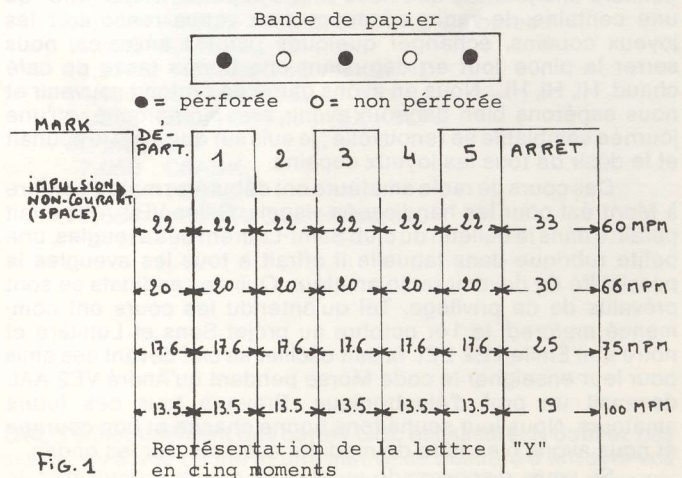 Bande de papier
● ○ ● ○ ●
●= perforée O= non perforée
MARK
DE-
PART. 1 2 3 4 5 ARRÊT
iMPULSION
NON-COURANT
(SPACE)
22 22 22 22 22 22 33 60 MPM
20 20 20 20 20 20 30 66 MPM
17.6 17.6 17.6 17.6 17.6 17.6 25 75 MPM
13.5 13.5 13.5 13.5 13.5 13.5 19 100 MPM
Représentation de la lettre "Y"
en cinq moments
FiG. 1